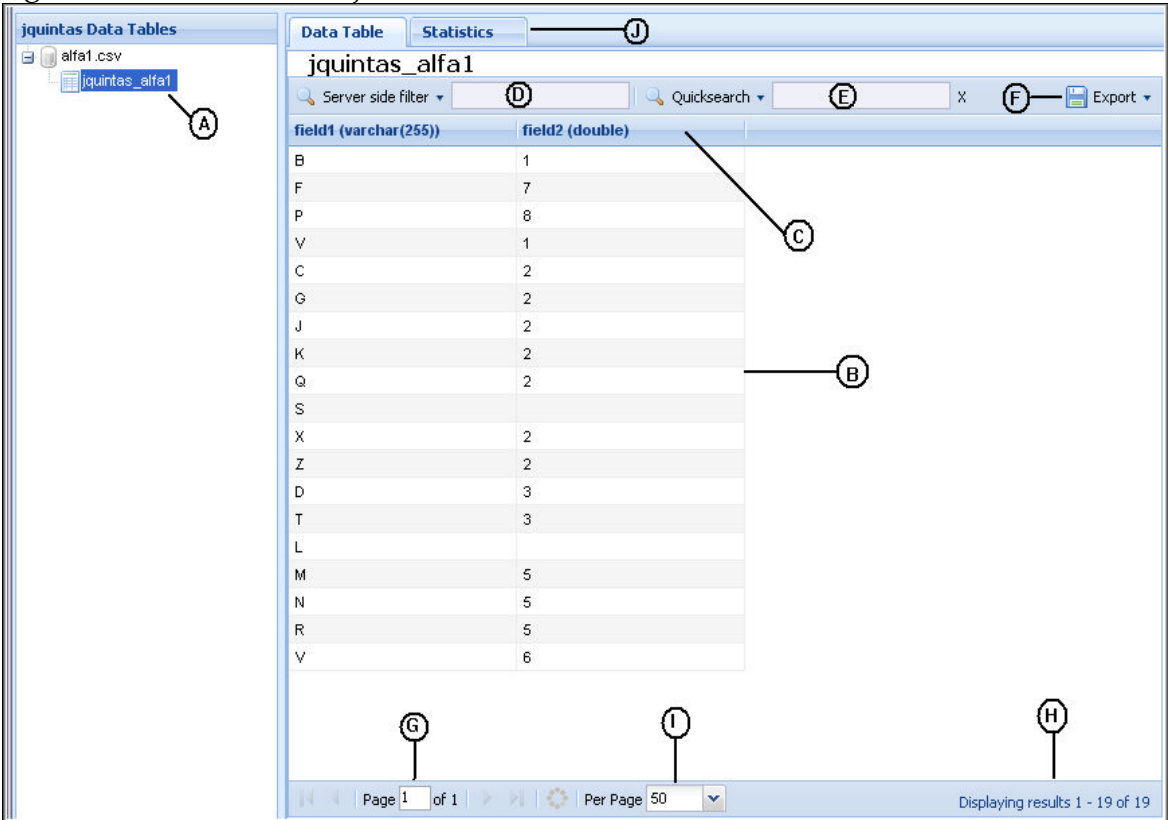 jquintas Data Tables
alfa1.csv
jquintas_alfa1
A
Data Table Statistics J
jquintas_alfa1
Server side filter D Quicksearch E X F Export
field1 (varchar(255)) field2 (double)
B 1
F 7
P 8
C
V 1
C 2
G 2
J 2
K 2
B
Q 2
S
X 2
Z 2
D 3
T 3
L
M 5
N 5
R 5
V 6
G I H
Page 1 of 1 Per Page 50 Displaying results 1 - 19 of 19